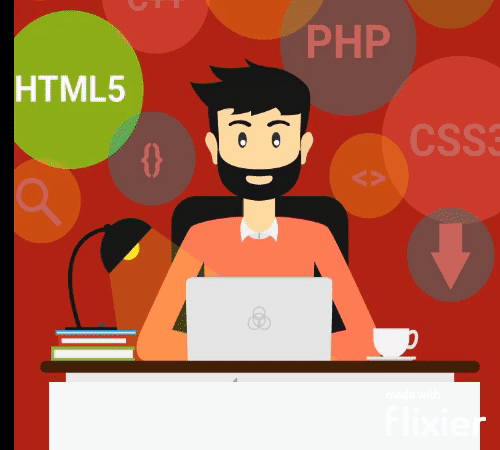 C++
PHP
HTML5
CSS3
{}
<>
made with
flixier